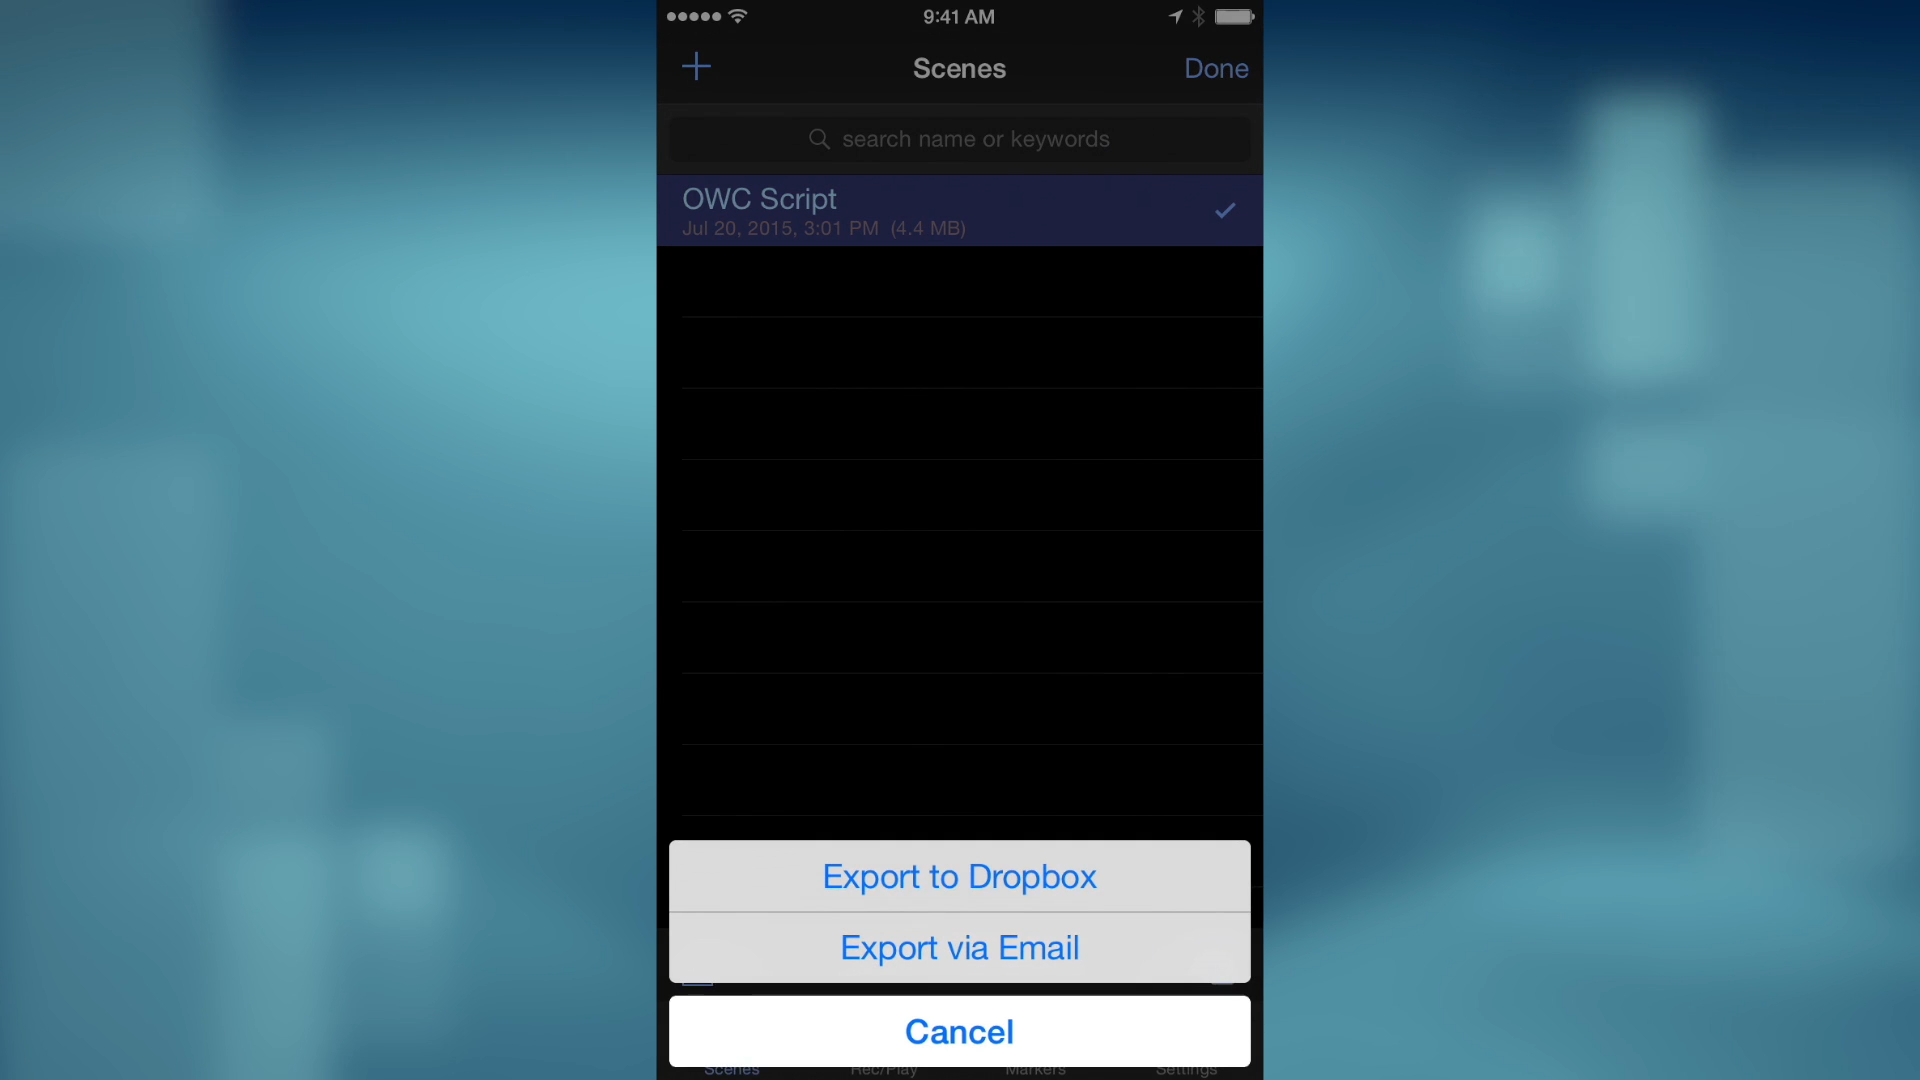 9:41 AM
Scenes
Done
search name or keywords
OWC Script
Jul 20, 2015, 3:01 PM (4.4 MB)
Export to Dropbox
Export via Email
Cancel
Scenes
Rec/Play
Markers
Settings